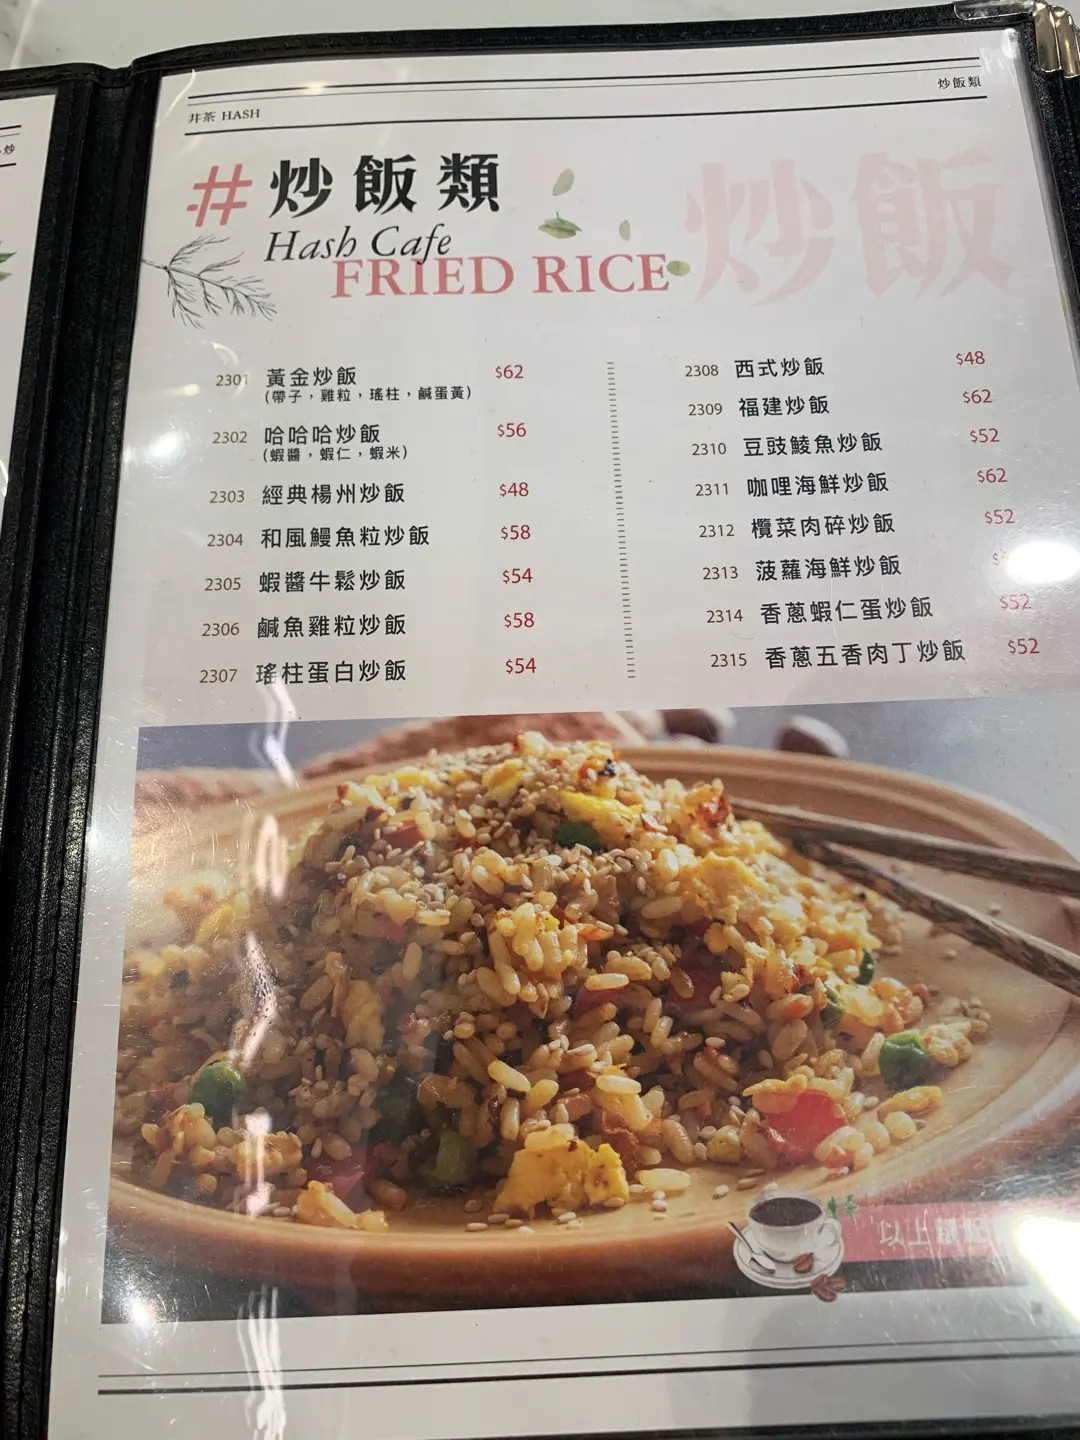 井茶 HASH
炒飯類
# 炒飯類
炒飯
Hash Cafe
FRIED RICE
2301 黃金炒飯 $62
(帶子，雞粒，瑤柱，鹹蛋黃)
2302 哈哈哈炒飯 $56
(蝦醬，蝦仁，蝦米)
2303 經典楊州炒飯 $48
2304 和風鰻魚粒炒飯 $58
2305 蝦醬牛鬆炒飯 $54
2306 鹹魚雞粒炒飯 $58
2307 瑤柱蛋白炒飯 $54
2308 西式炒飯 $48
2309 福建炒飯 $62
2310 豆豉鯪魚炒飯 $52
2311 咖哩海鮮炒飯 $62
2312 欖菜肉碎炒飯 $52
2313 菠蘿海鮮炒飯
2314 香蔥蝦仁蛋炒飯 $52
2315 香蔥五香肉丁炒飯 $52
以上
炒